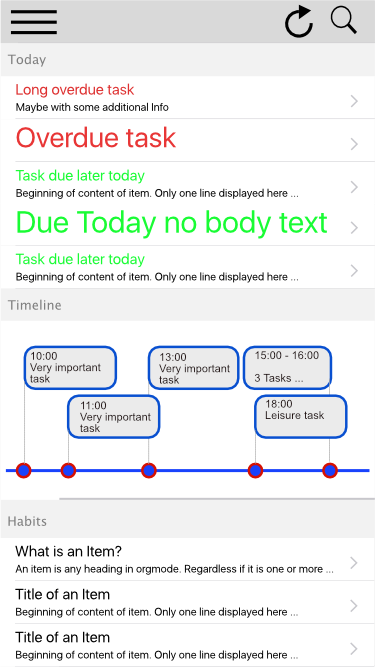 Today
Long overdue task
Maybe with some additional Info
Overdue task
Task due later today
Beginning of content of item. Only one line displayed here ...
Due Today no body text
Task due later today
Beginning of content of item. Only one line displayed here ...
Timeline
10:00
Very important
task
13:00
Very important
task
15:00 - 16:00
3 Tasks ...
11:00
Very important
task
18:00
Leisure task
Habits
What is an Item?
An item is any heading in orgmode. Regardless if it is one or more ...
Title of an Item
Beginning of content of item. Only one line displayed here ...
Title of an Item
Beginning of content of item. Only one line displayed here ...